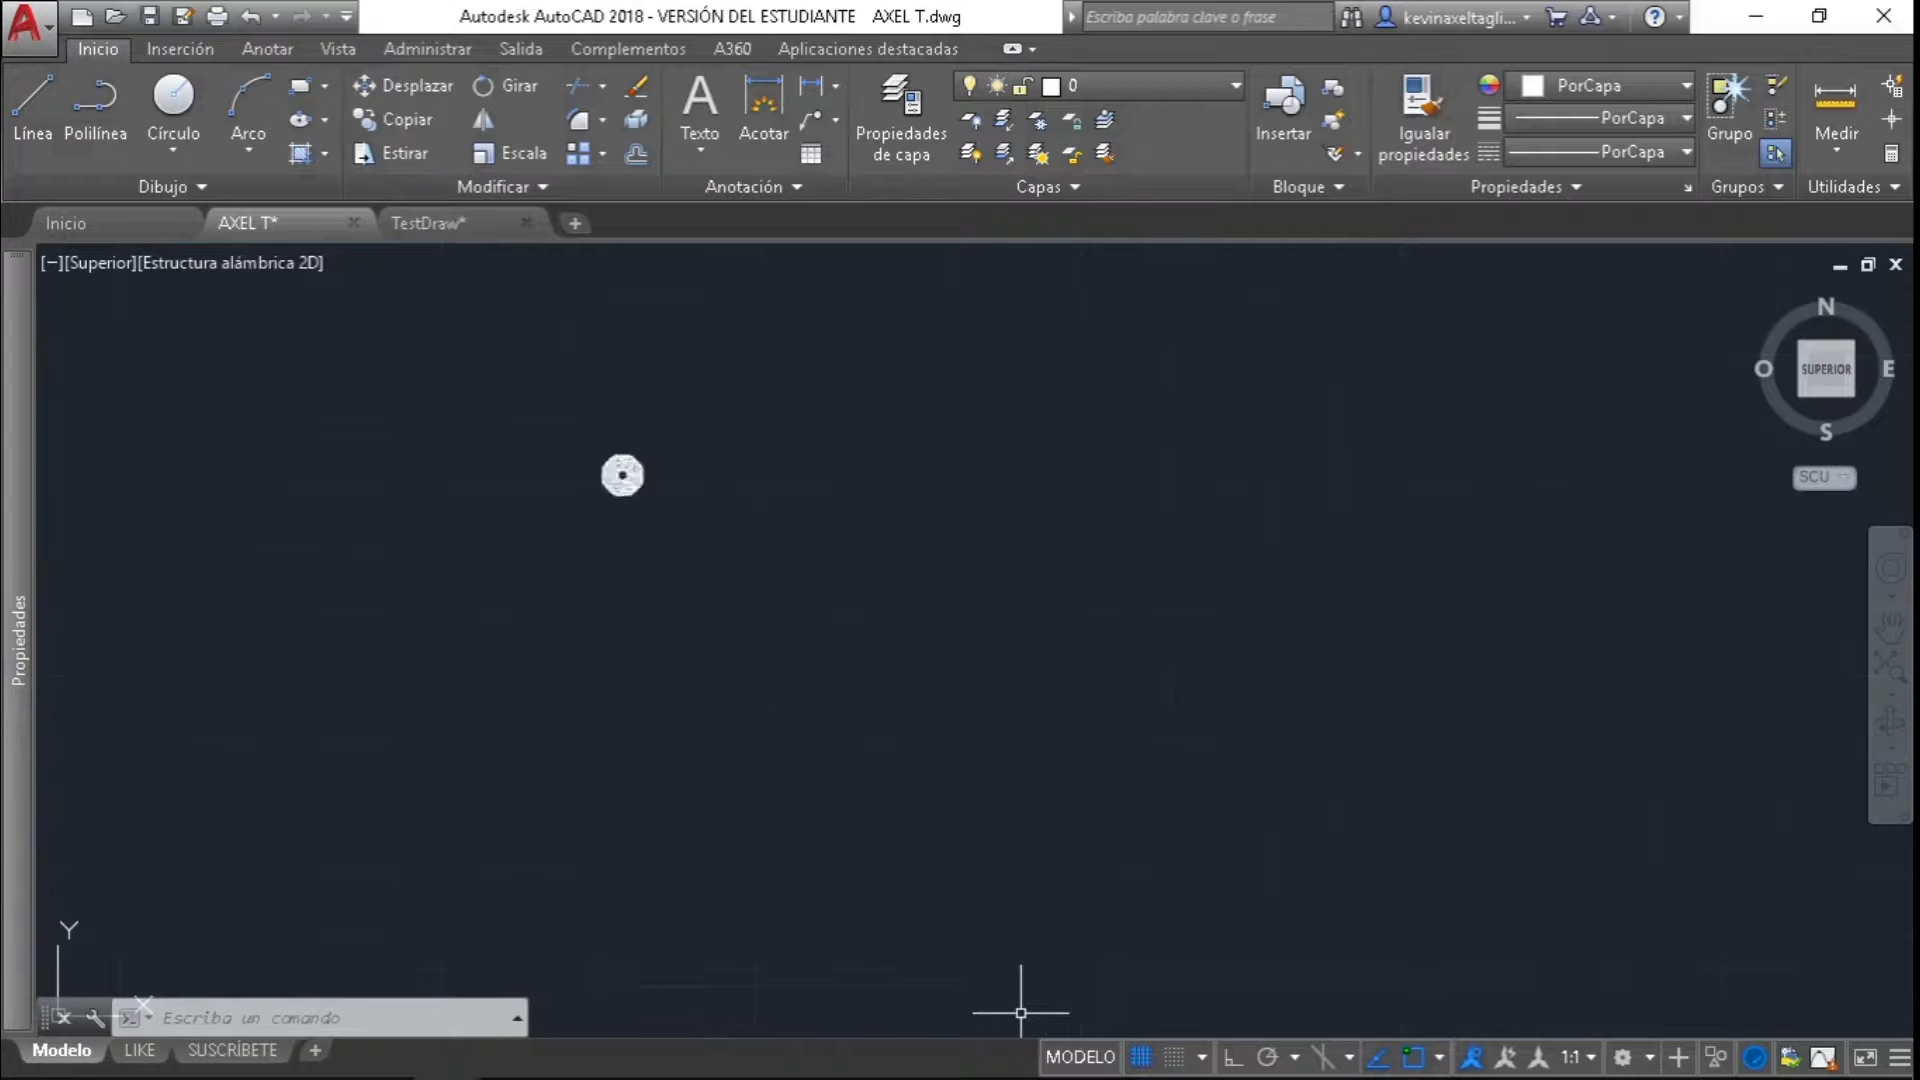 Autodesk AutoCAD 2018 - VERSIÓN DEL ESTUDIANTE AXEL T.dwg
Escriba palabra clave o frase
kevinaxeltagli...
Inicio Inserción Anotar Vista Administrar Salida Complementos A360 Aplicaciones destacadas
Línea Polilínea Círculo Arco
Desplazar Girar
Copiar
Estirar Escala
Texto Acotar
Propiedades de capa
0
Insertar
Igualar propiedades
PorCapa
PorCapa
PorCapa
Grupo
Medir
Dibujo Modificar Anotación Capas Bloque Propiedades Grupos Utilidades
Inicio AXEL T* TestDraw*
[−][Superior][Estructura alámbrica 2D]
N
O SUPERIOR E
S
SCU
Propiedades
Y
X
Escriba un comando
Modelo LIKE SUSCRÍBETE
MODELO 1:1